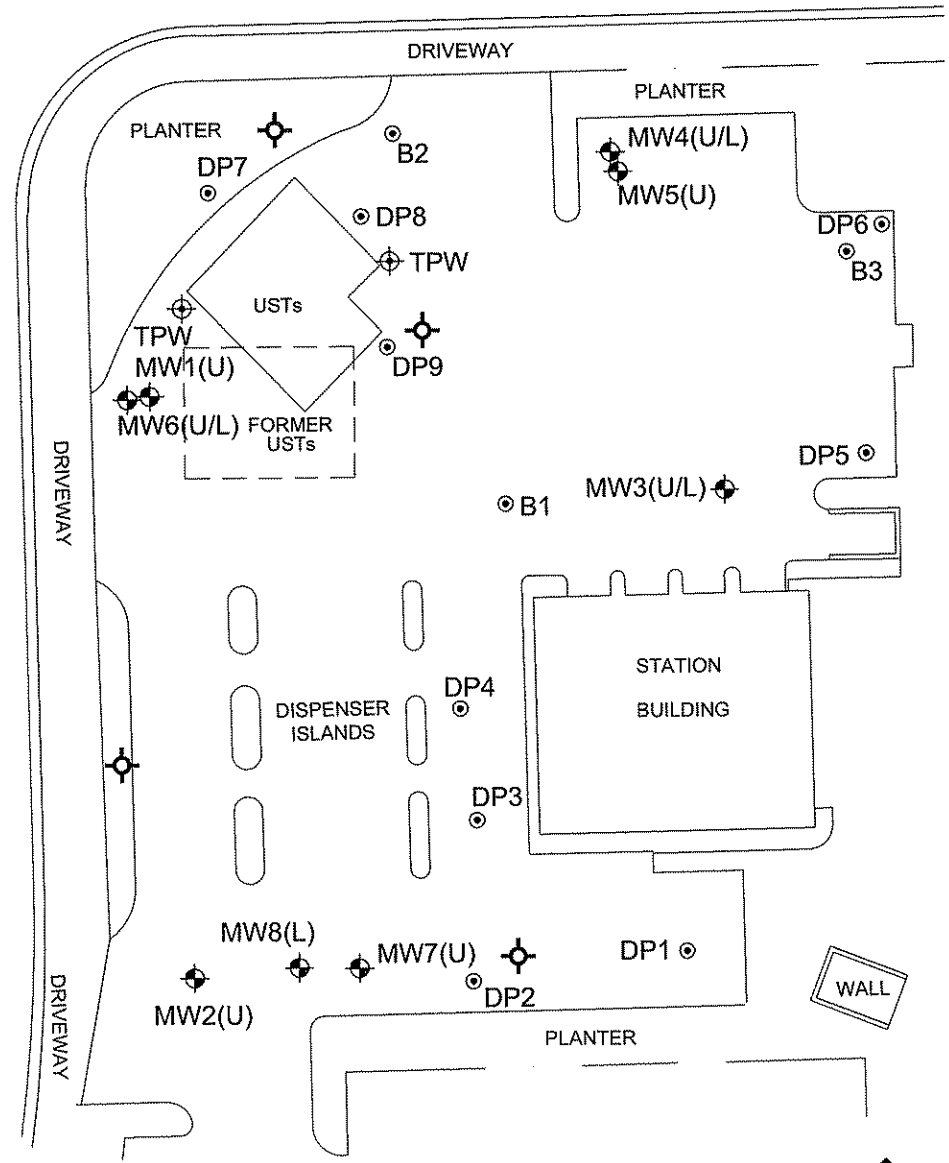 DRIVEWAY
PLANTER
PLANTER
B2
MW4(U/L)
MW5(U)
DP7
DP8
DP6
B3
TPW
USTs
TPW
DP9
MW1(U)
MW6(U/L)
FORMER
USTs
DRIVEWAY
DP5
MW3(U/L)
B1
STATION
BUILDING
DP4
DISPENSER
ISLANDS
DP3
MW8(L)
MW7(U)
DP1
MW2(U)
DP2
WALL
DRIVEWAY
PLANTER